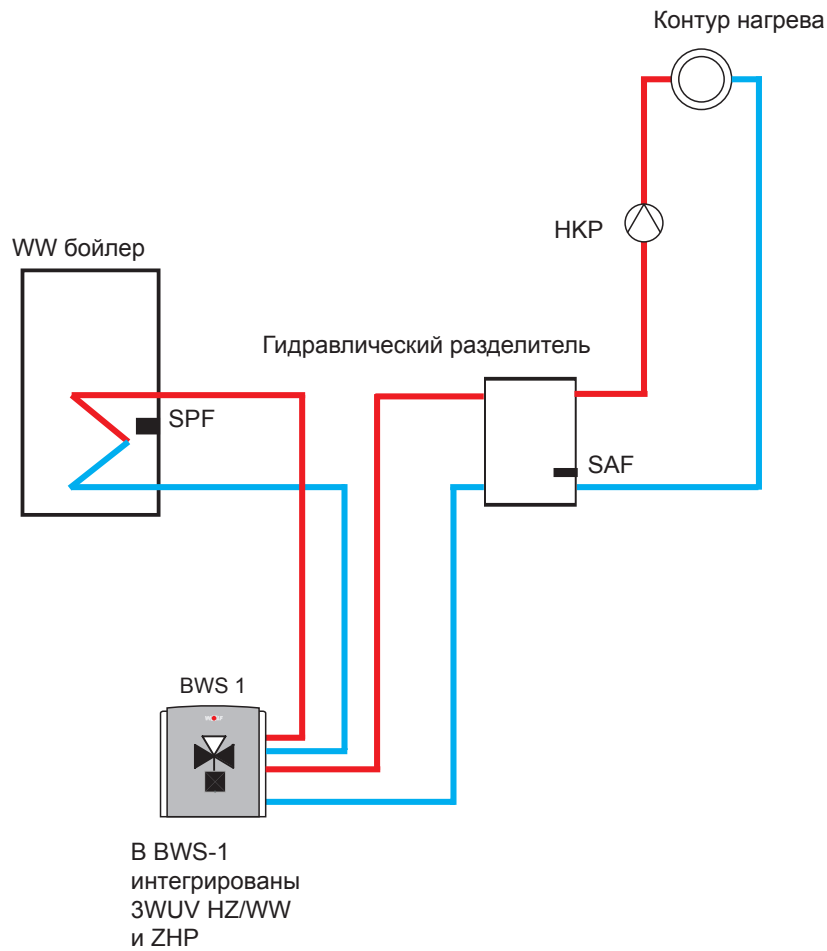 Контур нагрева
HKP
WW бойлер
Гидравлический разделитель
SPF
SAF
BWS 1
В BWS-1
интегрированы
3WUV HZ/WW
и ZHP